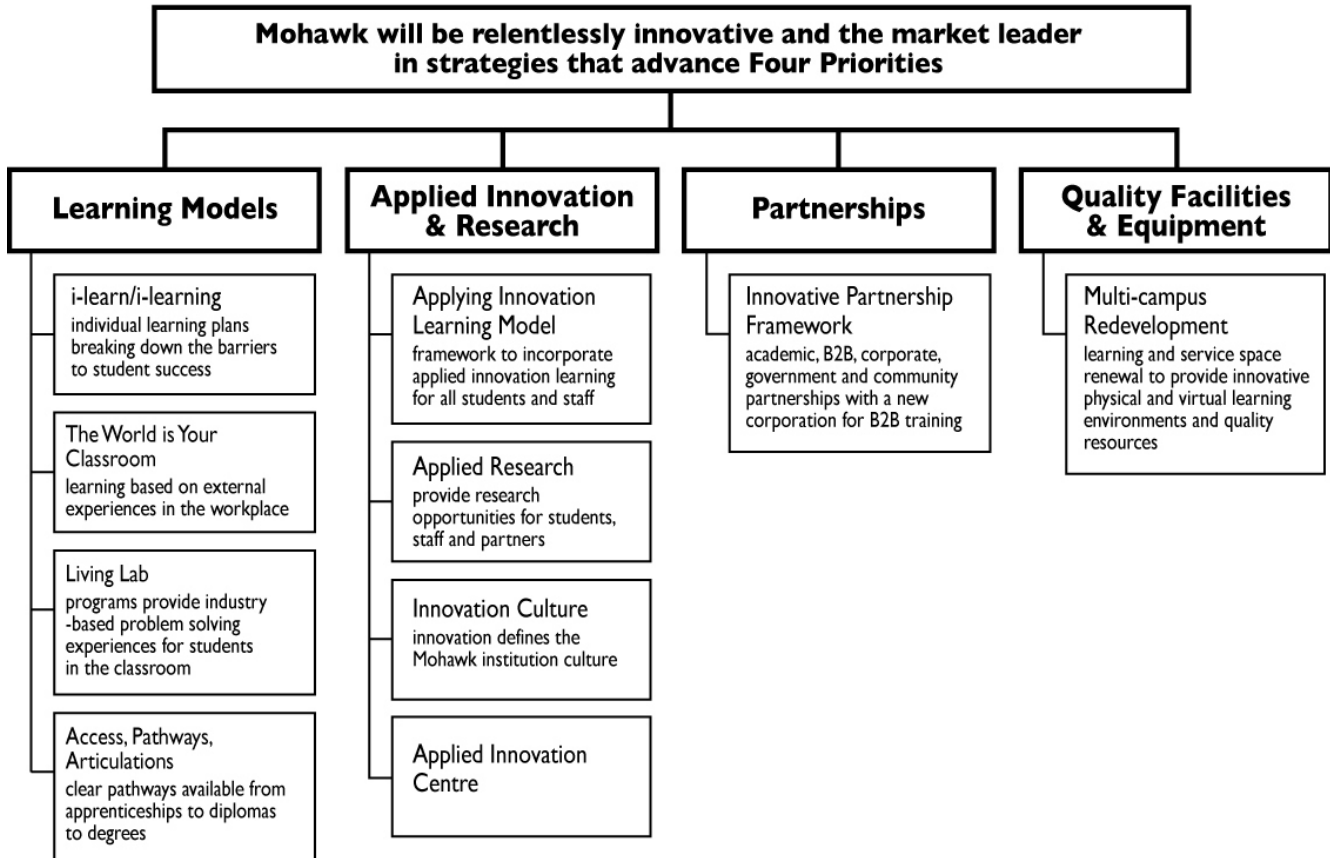 Mohawk will be relentlessly innovative and the market leader
in strategies that advance Four Priorities
Learning Models
i-learn/i-learning
individual learning plans
breaking down the barriers
to student success
The World is Your
Classroom
learning based on external
experiences in the workplace
Living Lab
programs provide industry
-based problem solving
experiences for students
in the classroom
Access, Pathways,
Articulations
clear pathways available from
apprenticeships to diplomas
to degrees
Applied Innovation
& Research
Applying Innovation
Learning Model
framework to incorporate
applied innovation learning
for all students and staff
Applied Research
provide research
opportunities for students,
staff and partners
Innovation Culture
innovation defines the
Mohawk institution culture
Applied Innovation
Centre
Partnerships
Innovative Partnership
Framework
academic, B2B, corporate,
government and community
partnerships with a new
corporation for B2B training
Quality Facilities
& Equipment
Multi-campus
Redevelopment
learning and service space
renewal to provide innovative
physical and virtual learning
environments and quality
resources